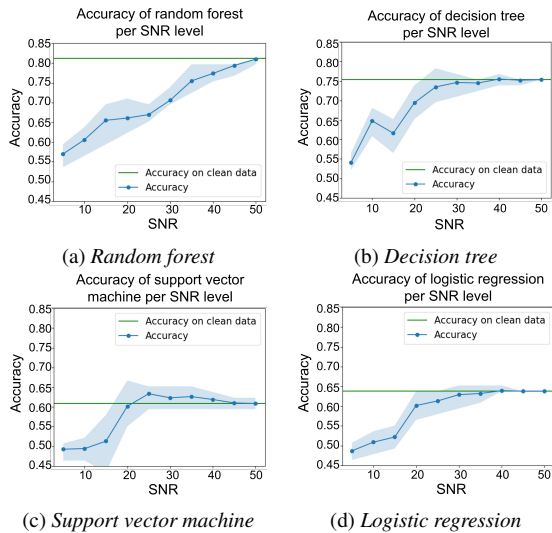 Accuracy of random forest
per SNR level
0.85
0.80
0.75
0.70
0.65
0.60
0.55
0.50
0.45
Accuracy
Accuracy on clean data
Accuracy
10 20 30 40 50
SNR
(a) Random forest
Accuracy of decision tree
per SNR level
0.85
0.80
0.75
0.70
0.65
0.60
0.55
0.50
0.45
Accuracy
Accuracy on clean data
Accuracy
10 20 30 40 50
SNR
(b) Decision tree
Accuracy of support vector
machine per SNR level
0.85
0.80
0.75
0.70
0.65
0.60
0.55
0.50
0.45
Accuracy
Accuracy on clean data
Accuracy
10 20 30 40 50
SNR
(c) Support vector machine
Accuracy of logistic regression
per SNR level
0.85
0.80
0.75
0.70
0.65
0.60
0.55
0.50
0.45
Accuracy
Accuracy on clean data
Accuracy
10 20 30 40 50
SNR
(d) Logistic regression